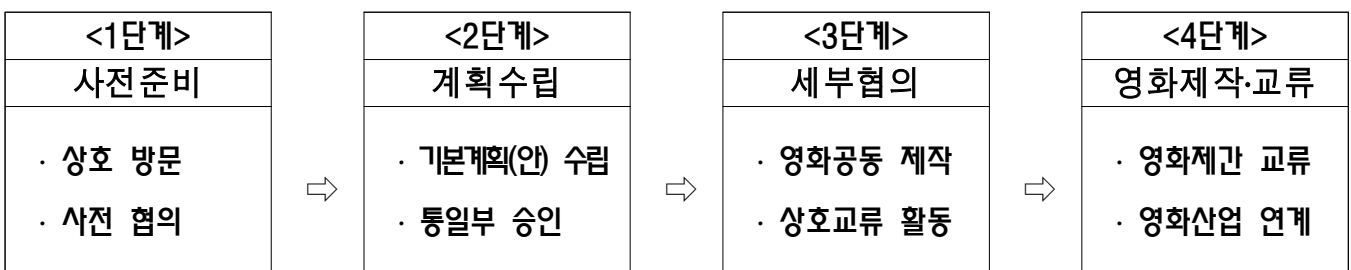 <1단계>
사전준비
· 상호 방문
· 사전 협의
⇨
<2단계>
계획수립
· 기본계획(안) 수립
· 통일부 승인
⇨
<3단계>
세부협의
· 영화공동 제작
· 상호교류 활동
⇨
<4단계>
영화제작·교류
· 영화제간 교류
· 영화산업 연계